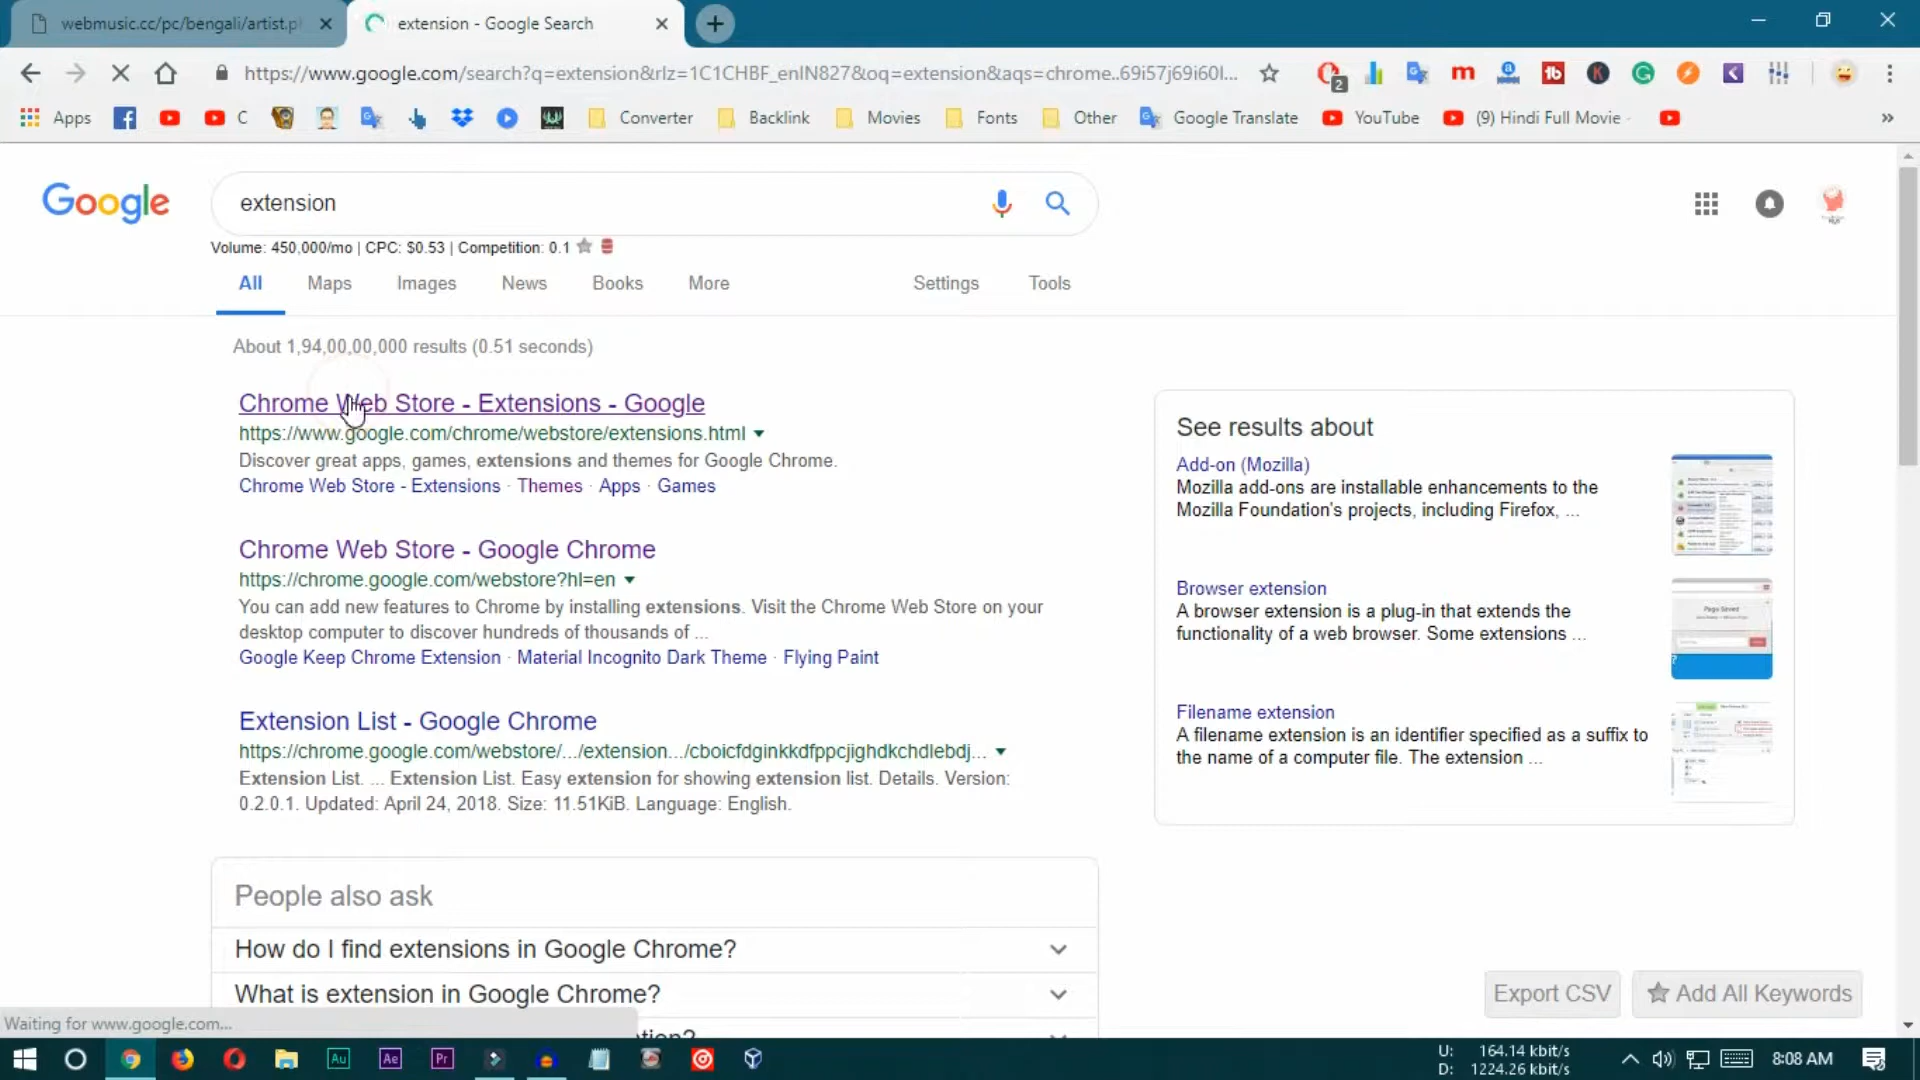 webmusic.cc/pc/bengali/artist.p
extension - Google Search
https://www.google.com/search?q=extension&rlz=1C1CHBF_enIN827&oq=extension&aqs=chrome..69i57j69i60l...
2
Apps
C
Converter
Backlink
Movies
Fonts
Other
Google Translate
YouTube
(9) Hindi Full Movie
Google
extension
Volume: 450,000/mo | CPC: $0.53 | Competition: 0.1
All
Maps
Images
News
Books
More
Settings
Tools
About 1,94,00,00,000 results (0.51 seconds)
Chrome Web Store - Extensions - Google
https://www.google.com/chrome/webstore/extensions.html
Discover great apps, games, extensions and themes for Google Chrome.
Chrome Web Store - Extensions · Themes · Apps · Games
Chrome Web Store - Google Chrome
https://chrome.google.com/webstore?hl=en
You can add new features to Chrome by installing extensions. Visit the Chrome Web Store on your
desktop computer to discover hundreds of thousands of ...
Google Keep Chrome Extension · Material Incognito Dark Theme · Flying Paint
Extension List - Google Chrome
https://chrome.google.com/webstore/.../extension.../cboicfdginkkdfppcjighdkchdlebdj...
Extension List. ... Extension List. Easy extension for showing extension list. Details. Version:
0.2.0.1. Updated: April 24, 2018. Size: 11.51KiB. Language: English.
See results about
Add-on (Mozilla)
Mozilla add-ons are installable enhancements to the
Mozilla Foundation's projects, including Firefox, ...
Browser extension
A browser extension is a plug-in that extends the
functionality of a web browser. Some extensions ...
Filename extension
A filename extension is an identifier specified as a suffix to
the name of a computer file. The extension ...
People also ask
How do I find extensions in Google Chrome?
What is extension in Google Chrome?
Export CSV
Add All Keywords
Waiting for www.google.com...
Au
Ae
Pr
U: 164.14 kbit/s
D: 1224.26 kbit/s
8:08 AM